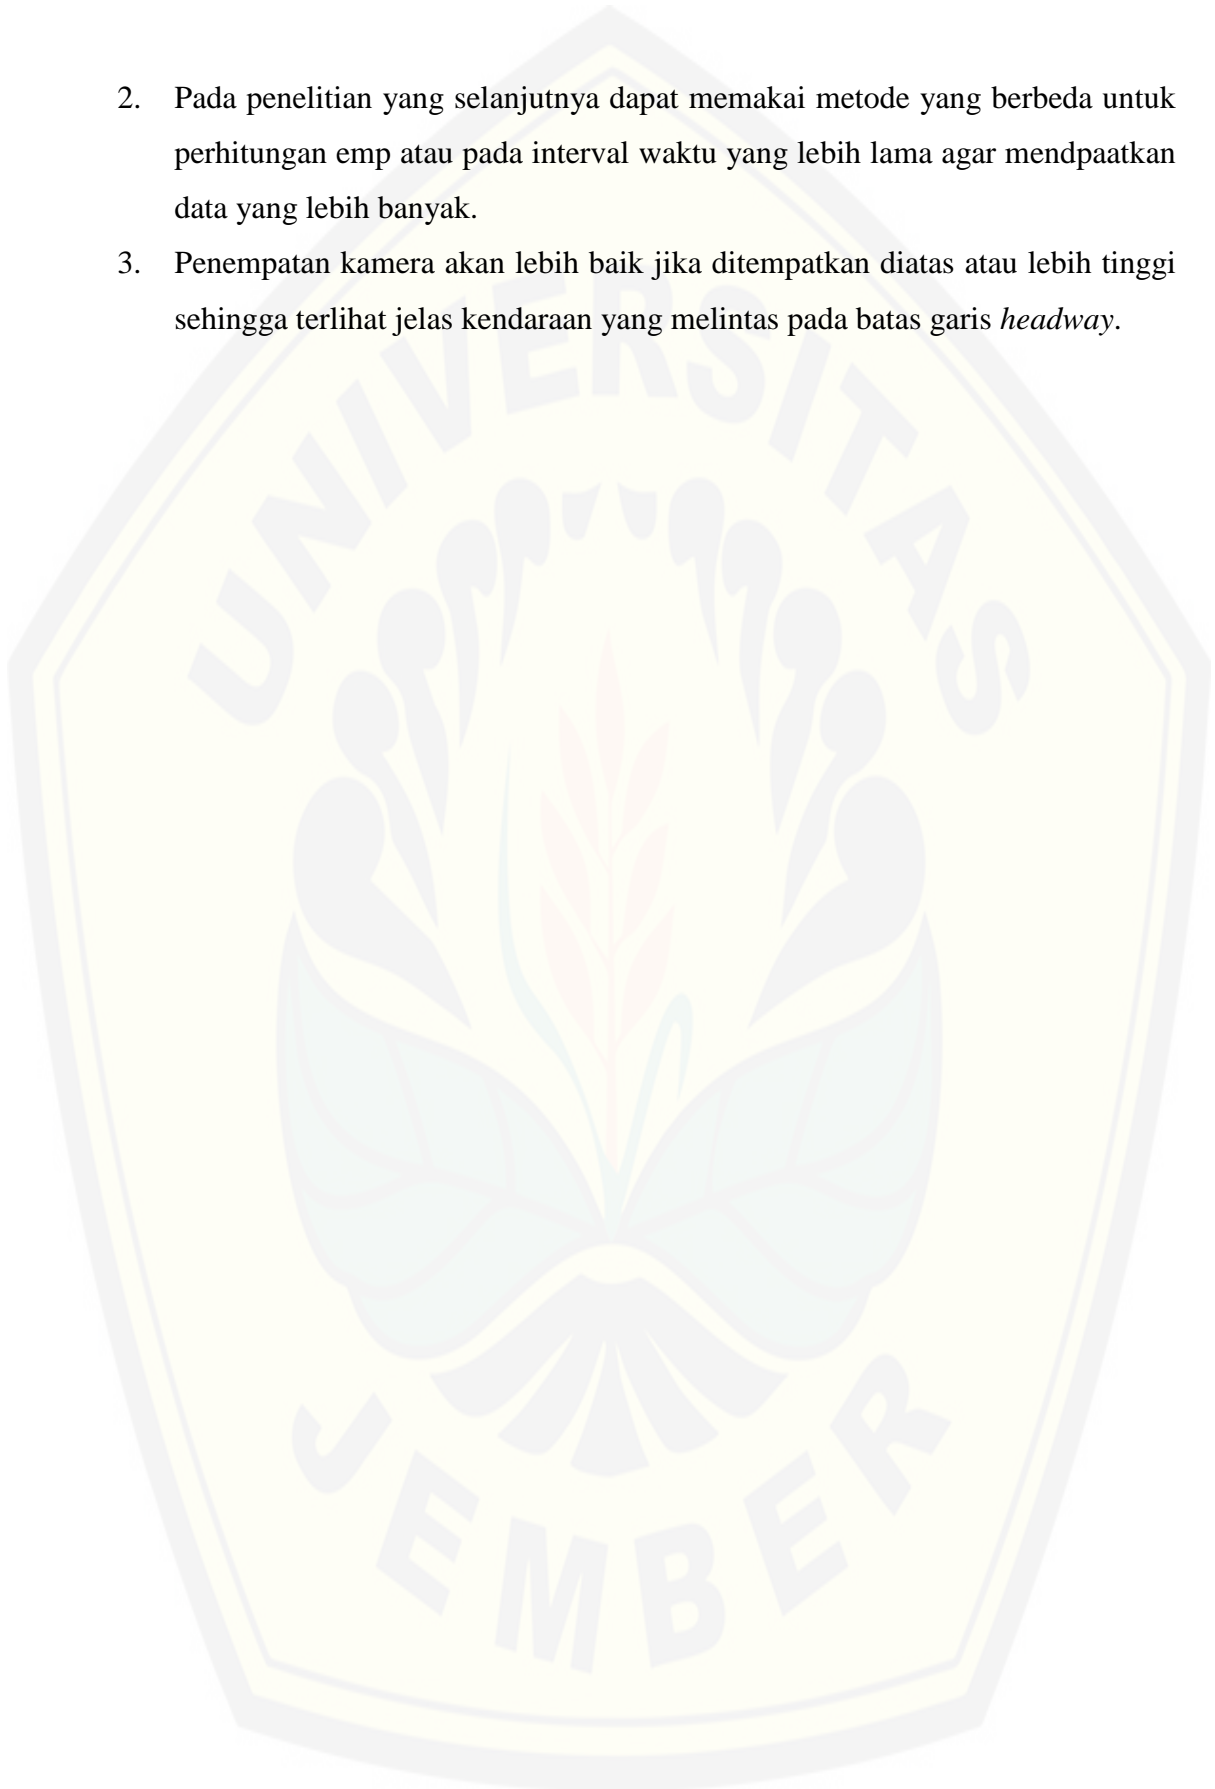 2. Pada penelitian yang selanjutnya dapat memakai metode yang berbeda untuk
perhitungan emp atau pada interval waktu yang lebih lama agar mendpaatkan
data yang lebih banyak.
3. Penempatan kamera akan lebih baik jika ditempatkan diatas atau lebih tinggi
sehingga terlihat jelas kendaraan yang melintas pada batas garis headway.
UNIVERSITAS
JEMBER